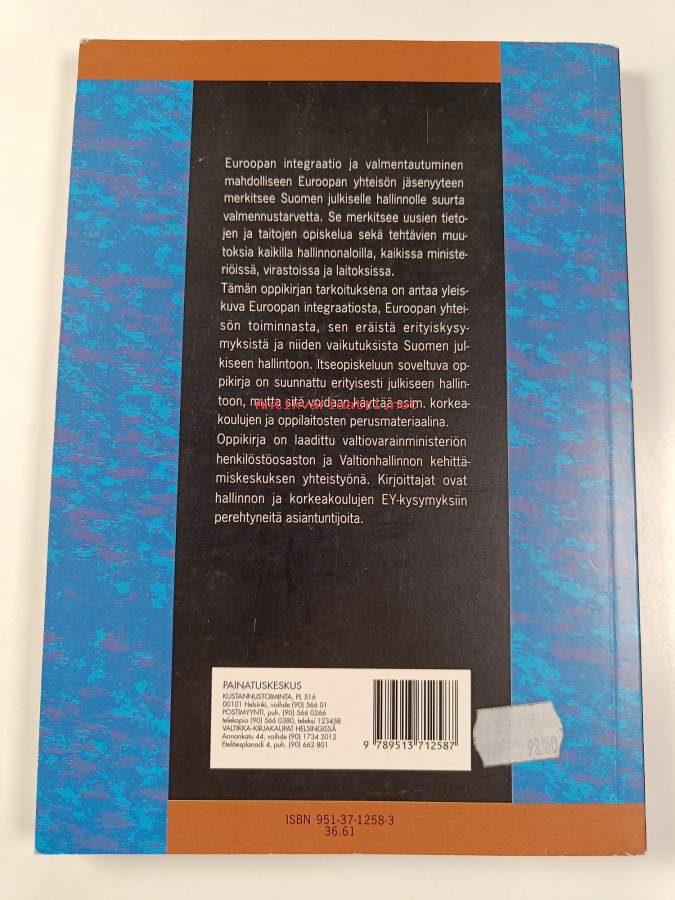 Euroopan integraatio ja valmentautuminen
mahdolliseen Euroopan yhteisön jäsenyyteen
merkitsee Suomen julkiselle hallinnolle suurta
valmennustarvetta. Se merkitsee uusien tieto-
jen ja taitojen opiskelua sekä tehtävien muu-
toksia kaikilla hallinnonaloilla, kaikissa ministe-
riöissä, virastoissa ja laitoksissa.
Tämän oppikirjan tarkoituksena on antaa yleis-
kuva Euroopan integraatiosta, Euroopan yhtei-
sön toiminnasta, sen eräistä erityiskysy-
myksistä ja niiden vaikutuksista Suomen jul-
kiseen hallintoon. Itseopiskeluun soveltuva op-
pikirja on suunnattu erityisesti julkiseen hallin-
toon, mutta sitä voidaan käyttää esim. korkea-
koulujen ja oppilaitosten perusmateriaalina.
Oppikirja on laadittu valtiovarainministeriön
henkilöstöosaston ja Valtionhallinnon kehittä-
miskeskuksen yhteistyönä. Kirjoittajat ovat
hallinnon ja korkeakoulujen EY-kysymyksiin
perehtyneitä asiantuntijoita.
PAINATUSKESKUS
KUSTANNUSTOIMINTA, PL 516
00101 Helsinki, vaihde (90) 566 01
POSTIMYYNTI, puh. (90) 566 0266
telekopio (90) 566 0380, teleksi 123458
VALTIKKA-KIRJAKAUPAT HELSINGISSÄ
Annankatu 44, vaihde (90) 1734 2012
Eteläesplanadi 4, puh. (90) 662 801
9 789513 712587
ISBN 951-37-1258-3
36.61